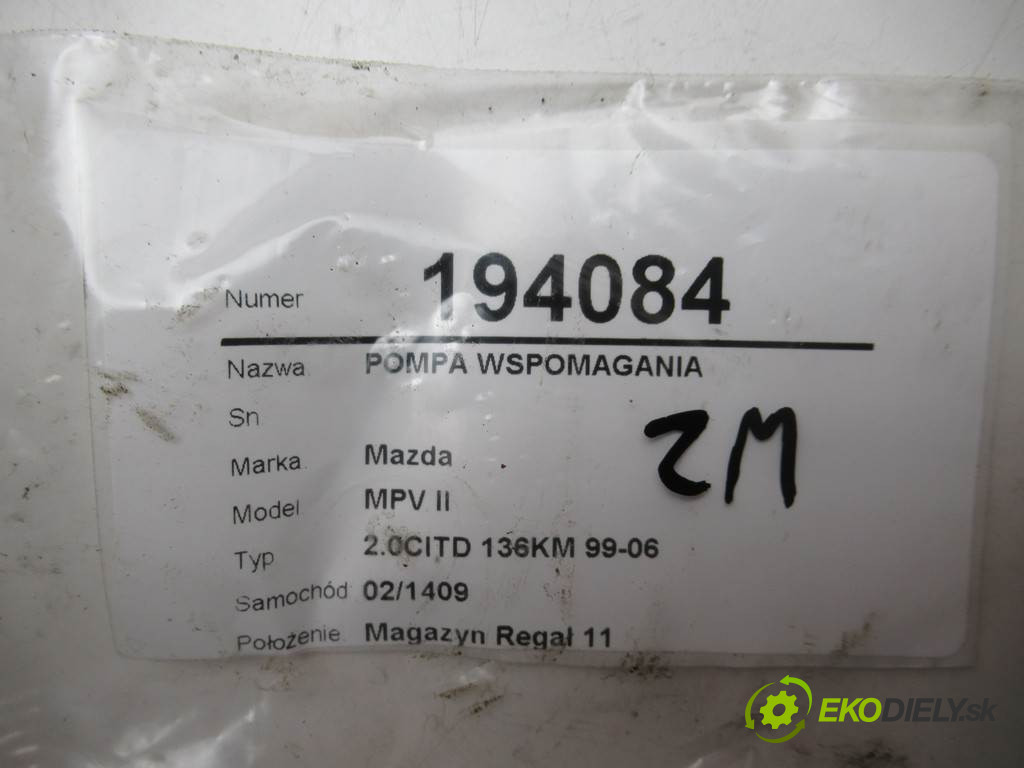 Numer 194084
Nazwa POMPA WSPOMAGANIA
Sn
Marka Mazda
Model MPV II
Typ 2.0CITD 136KM 99-06
Samochód 02/1409
Położenie Magazyn Regał 11
ZM
EKODIELY.sk